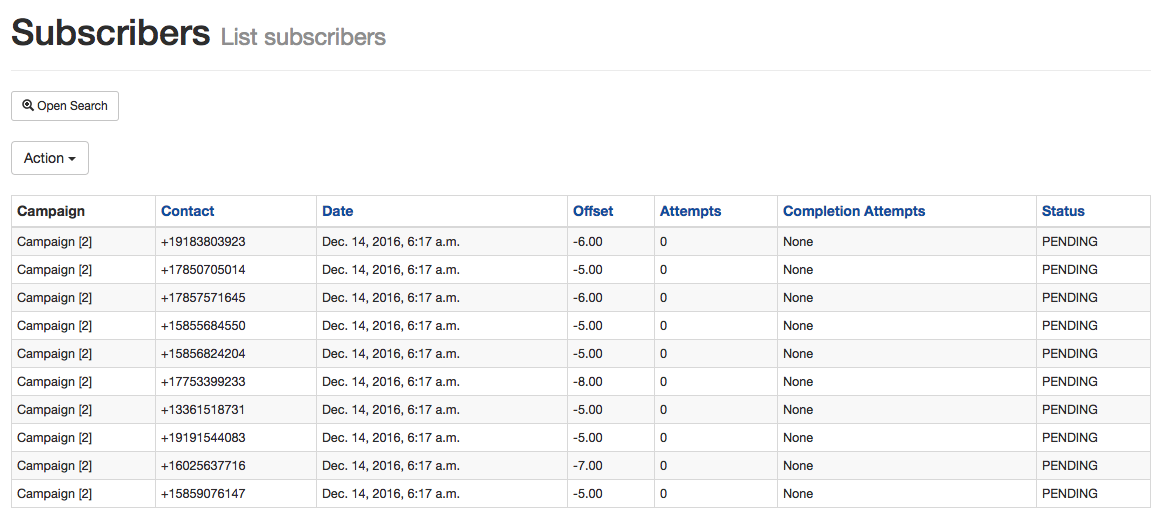 Subscribers List subscribers
Open Search
Action
Campaign Contact Date Offset Attempts Completion Attempts Status
Campaign [2] +19183803923 Dec. 14, 2016, 6:17 a.m. -6.00 0 None PENDING
Campaign [2] +17850705014 Dec. 14, 2016, 6:17 a.m. -5.00 0 None PENDING
Campaign [2] +17857571645 Dec. 14, 2016, 6:17 a.m. -6.00 0 None PENDING
Campaign [2] +15855684550 Dec. 14, 2016, 6:17 a.m. -5.00 0 None PENDING
Campaign [2] +15856824204 Dec. 14, 2016, 6:17 a.m. -5.00 0 None PENDING
Campaign [2] +17753399233 Dec. 14, 2016, 6:17 a.m. -8.00 0 None PENDING
Campaign [2] +13361518731 Dec. 14, 2016, 6:17 a.m. -5.00 0 None PENDING
Campaign [2] +19191544083 Dec. 14, 2016, 6:17 a.m. -5.00 0 None PENDING
Campaign [2] +16025637716 Dec. 14, 2016, 6:17 a.m. -7.00 0 None PENDING
Campaign [2] +15859076147 Dec. 14, 2016, 6:17 a.m. -5.00 0 None PENDING